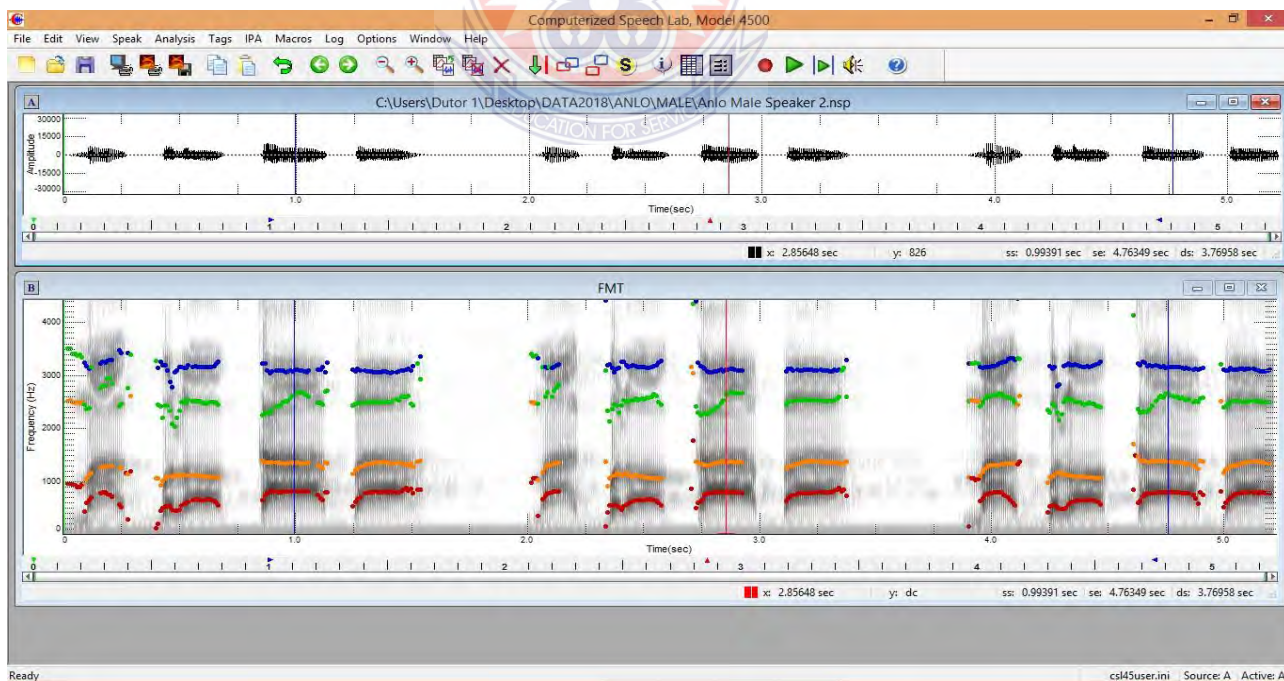 Computerized Speech Lab, Model 4500
File Edit View Speak Analysis Tags IPA Macros Log Options Window Help
EDUCATION FOR SERVICE
A
C:\Users\Dutor 1\Desktop\DATA2018\ANLO\MALE\Anlo Male Speaker 2.nsp
30000
15000
0
-15000
-30000
Amplitude
0 1.0 2.0 3.0 4.0 5.0
Time(sec)
0 1 2 3 4 5
x: 2.85648 sec y: 826 ss: 0.99391 sec se: 4.76349 sec ds: 3.76958 sec
B
FMT
4000
3000
2000
1000
0
Frequency (Hz)
0 1.0 2.0 3.0 4.0 5.0
Time(sec)
0 1 2 3 4 5
x: 2.85648 sec y: dc ss: 0.99391 sec se: 4.76349 sec ds: 3.76958 sec
Ready
csl45user.ini Source: A Active: A